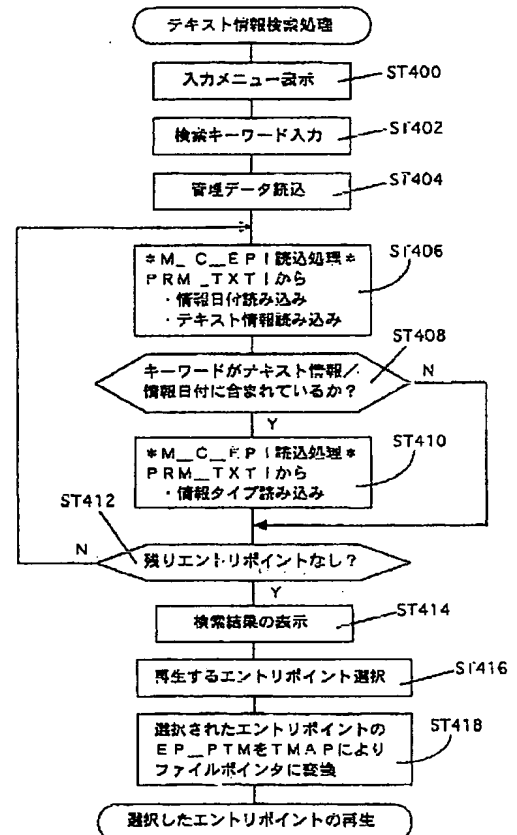 テキスト情報検索処理
入力メニュー表示
ST400
検索キーワード入力
ST402
管理データ読込
ST404
*M_C_EPI読込処理*
PRM_TXTIから
・情報日付読み込み
・テキスト情報読み込み
ST406
キーワードがテキスト情報/
情報日付に含まれているか?
ST408
N
Y
*M_C_EPI読込処理*
PRM_TXTIから
・情報タイプ読み込み
ST410
ST412
残りエントリポイントなし?
N
Y
検索結果の表示
ST414
再生するエントリポイント選択
ST416
選択されたエントリポイントの
EP_PTMをTMAPにより
ファイルポインタに変換
ST418
選択したエントリポイントの再生